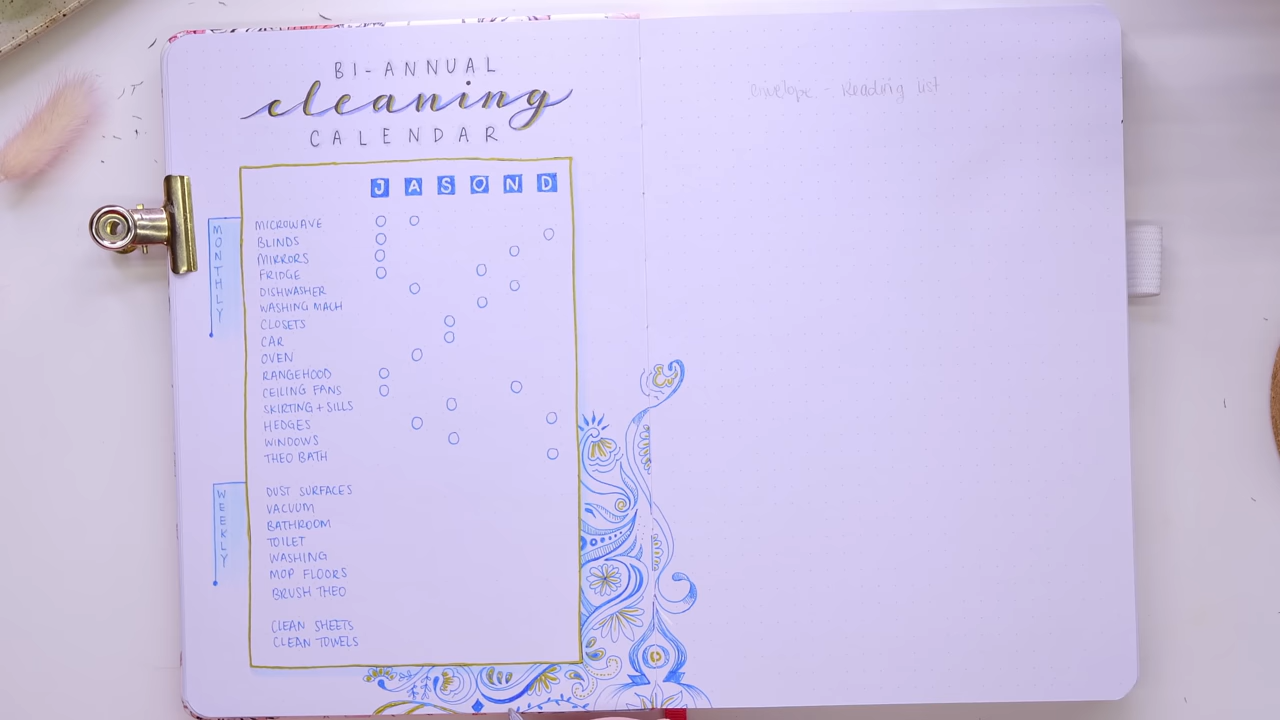 BI-ANNUAL
cleaning
CALENDAR
J A S O N D
MONTHLY
MICROWAVE
BLINDS
MIRRORS
FRIDGE
DISHWASHER
WASHING MACH
CLOSETS
CAR
OVEN
RANGEHOOD
CEILING FANS
SKIRTING + SILLS
HEDGES
WINDOWS
THEO BATH
WEEKLY
DUST SURFACES
VACUUM
BATHROOM
TOILET
WASHING
MOP FLOORS
BRUSH THEO
CLEAN SHEETS
CLEAN TOWELS
envelope - Reading list